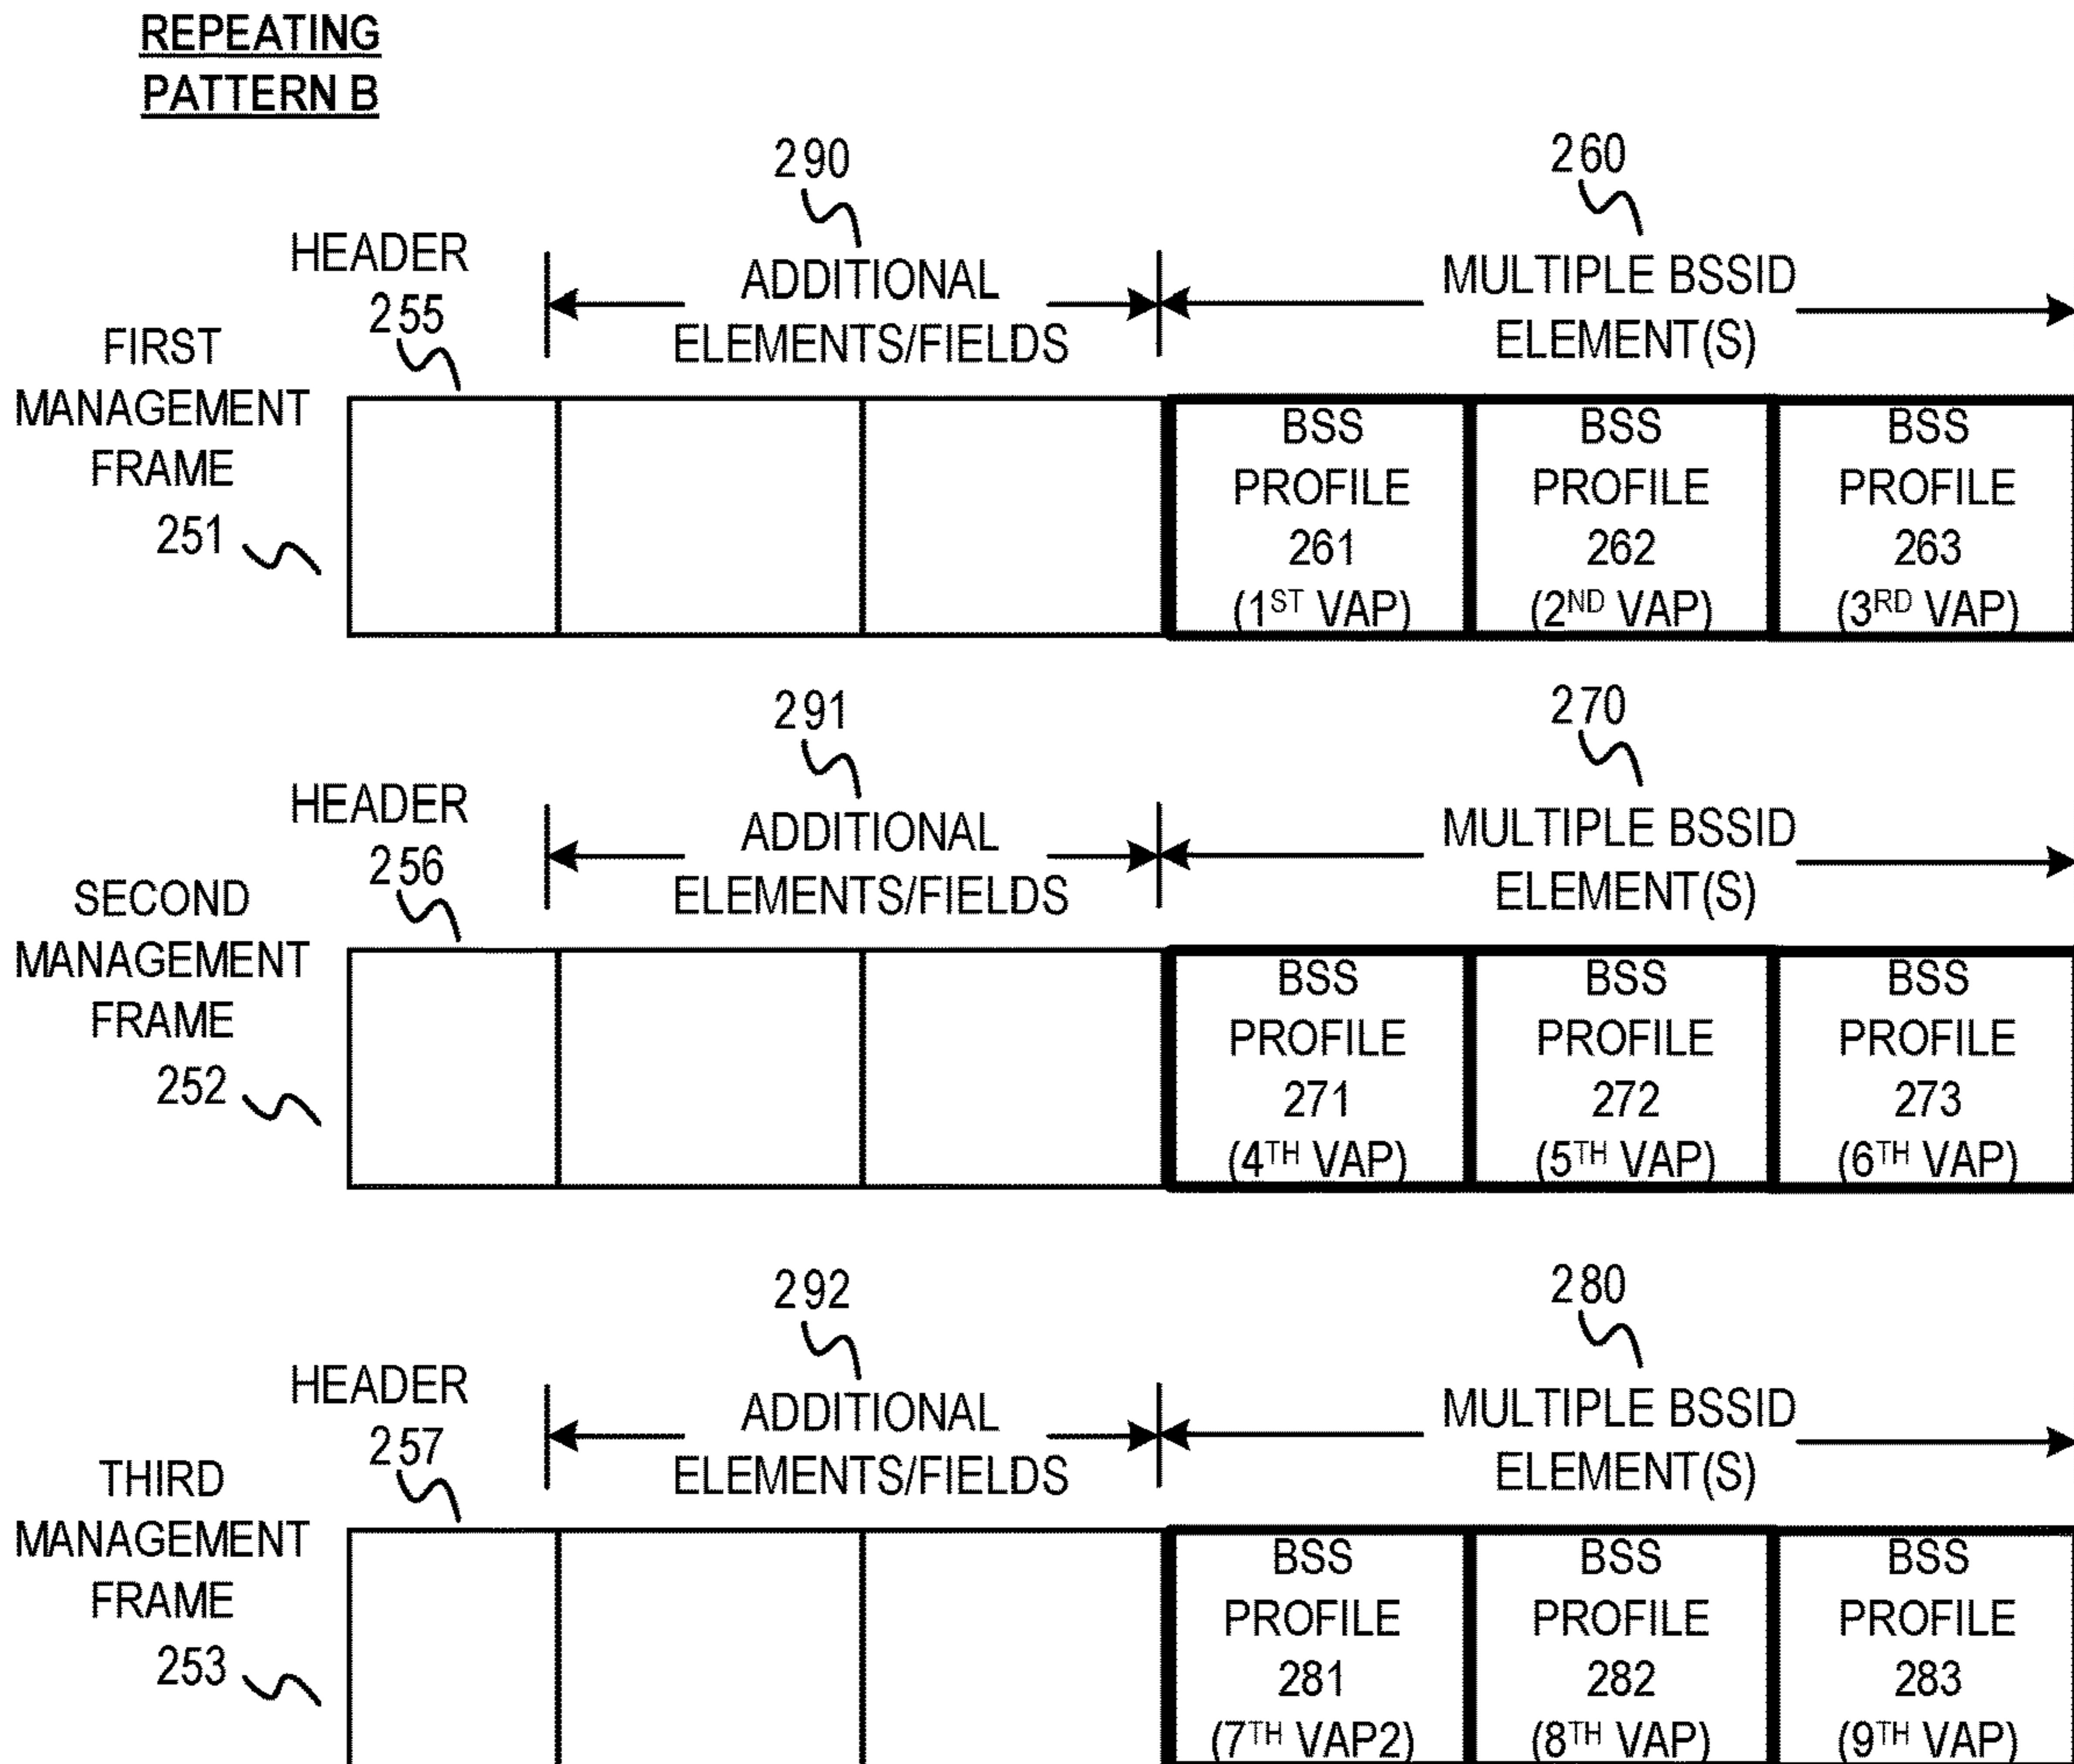 REPEATING
PATTERN B
290
260
HEADER
255
ADDITIONAL
ELEMENTS/FIELDS
MULTIPLE BSSID
ELEMENT(S)
FIRST
MANAGEMENT
FRAME
251
BSS
PROFILE
261
(1ST VAP)
BSS
PROFILE
262
(2ND VAP)
BSS
PROFILE
263
(3RD VAP)
291
270
HEADER
256
ADDITIONAL
ELEMENTS/FIELDS
MULTIPLE BSSID
ELEMENT(S)
SECOND
MANAGEMENT
FRAME
252
BSS
PROFILE
271
(4TH VAP)
BSS
PROFILE
272
(5TH VAP)
BSS
PROFILE
273
(6TH VAP)
292
280
HEADER
257
ADDITIONAL
ELEMENTS/FIELDS
MULTIPLE BSSID
ELEMENT(S)
THIRD
MANAGEMENT
FRAME
253
BSS
PROFILE
281
(7TH VAP2)
BSS
PROFILE
282
(8TH VAP)
BSS
PROFILE
283
(9TH VAP)